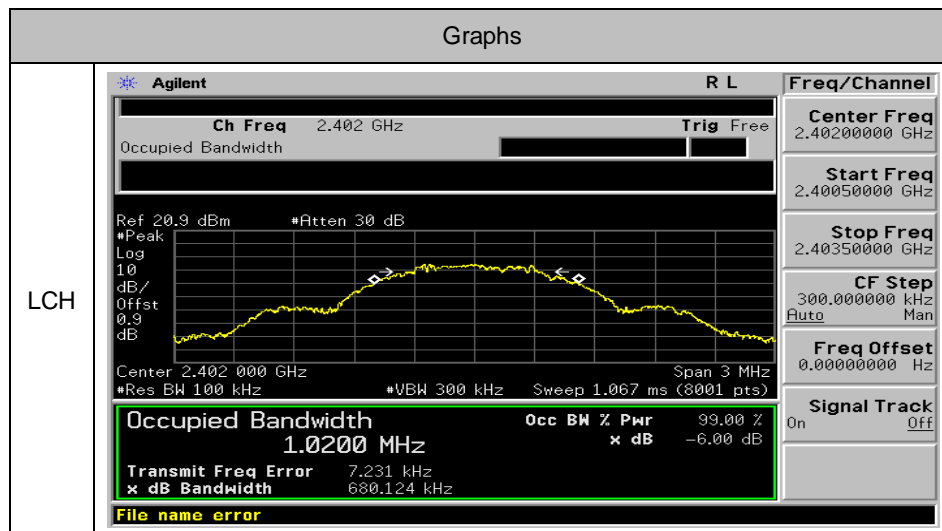 Graphs
LCH
Agilent
R L
Freq/Channel
Ch Freq 2.402 GHz
Trig Free
Occupied Bandwidth
Center Freq
2.40200000 GHz
Start Freq
2.40050000 GHz
Stop Freq
2.40350000 GHz
CF Step
300.000000 kHz
Auto Man
Freq Offset
0.00000000 Hz
Signal Track
On Off
Ref 20.9 dBm #Atten 30 dB
#Peak
Log
10
dB/
Offst
0.9
dB
Center 2.402 000 GHz Span 3 MHz
#Res BW 100 kHz #VBW 300 kHz Sweep 1.067 ms (8001 pts)
Occupied Bandwidth Occ BW % Pwr 99.00 %
1.0200 MHz x dB -6.00 dB
Transmit Freq Error 7.231 kHz
x dB Bandwidth 680.124 kHz
File name error